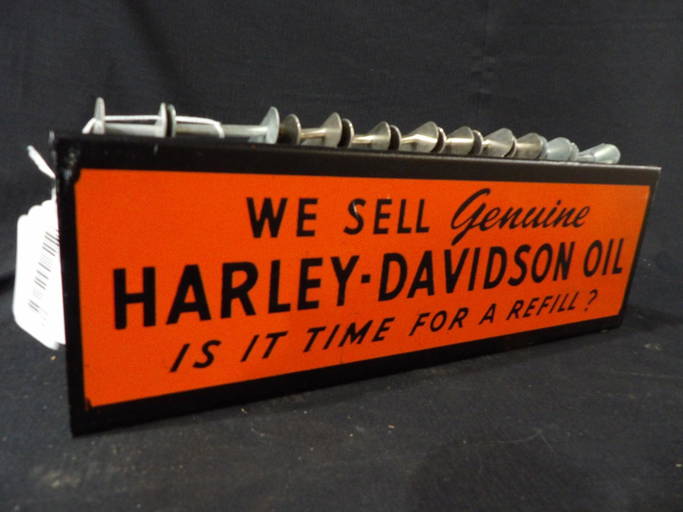 WE SELL Genuine
HARLEY-DAVIDSON OIL
IS IT TIME FOR A REFILL?